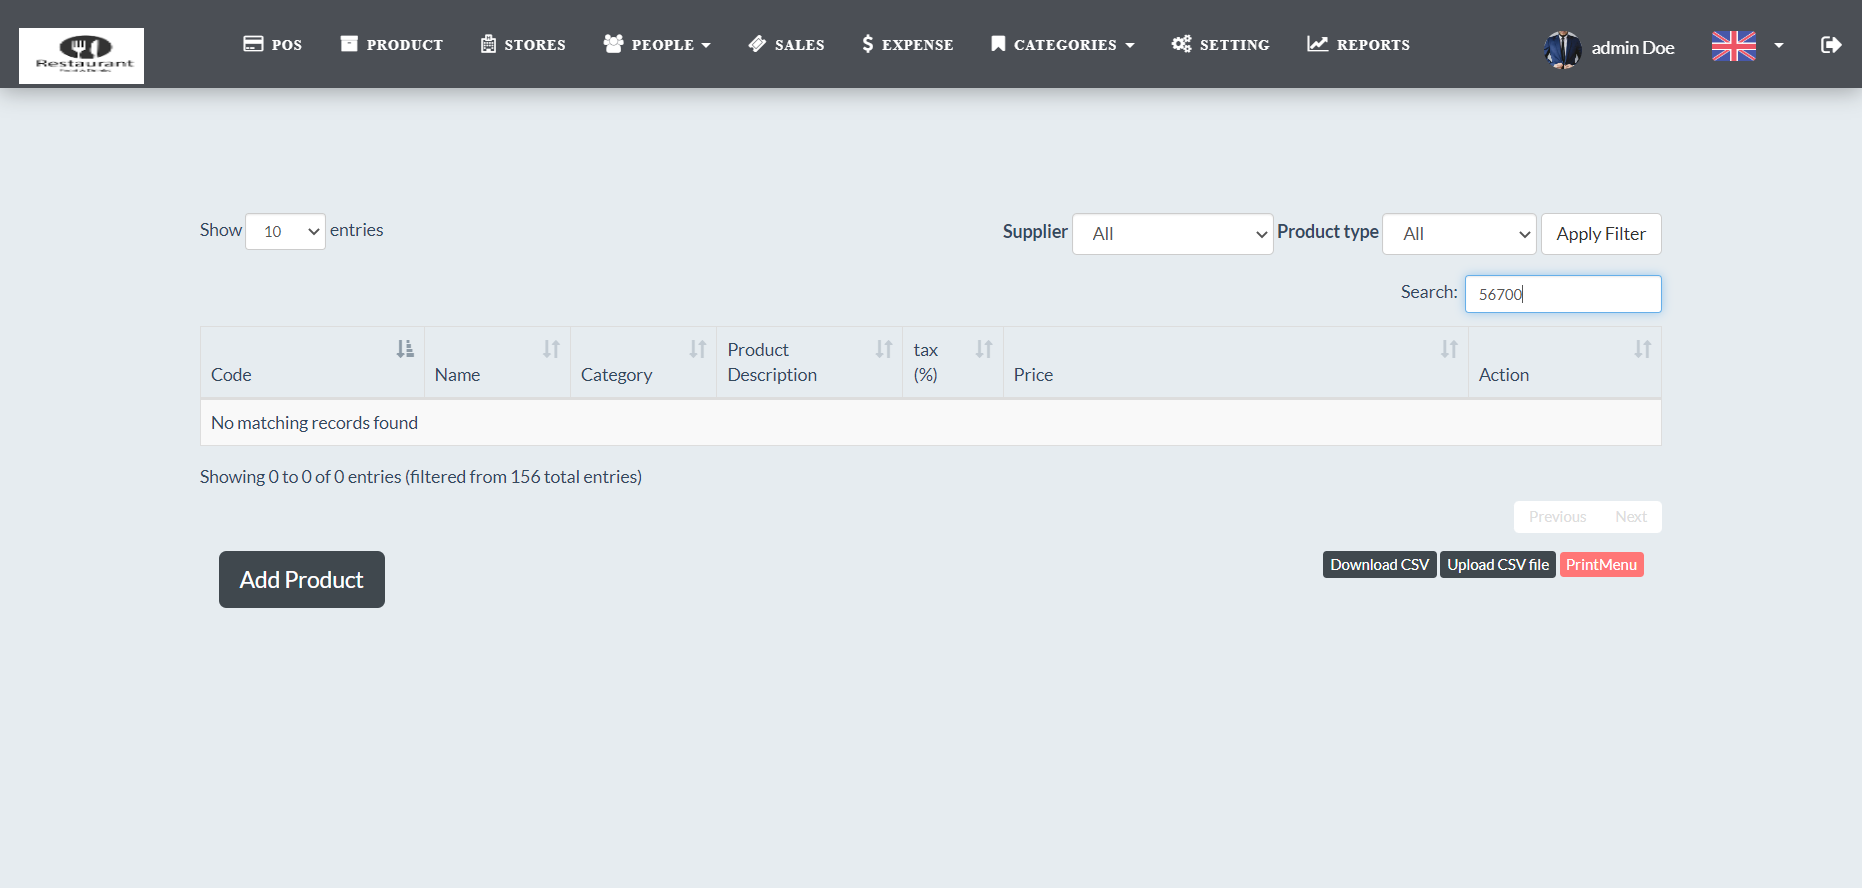 Restaurant
POS PRODUCT STORES PEOPLE SALES EXPENSE CATEGORIES SETTING REPORTS admin Doe
Show 10 entries
Supplier All Product type All Apply Filter
Search: 56700
Code Name Category Product Description tax (%) Price Action
No matching records found
Showing 0 to 0 of 0 entries (filtered from 156 total entries)
Previous Next
Add Product
Download CSV Upload CSV file PrintMenu